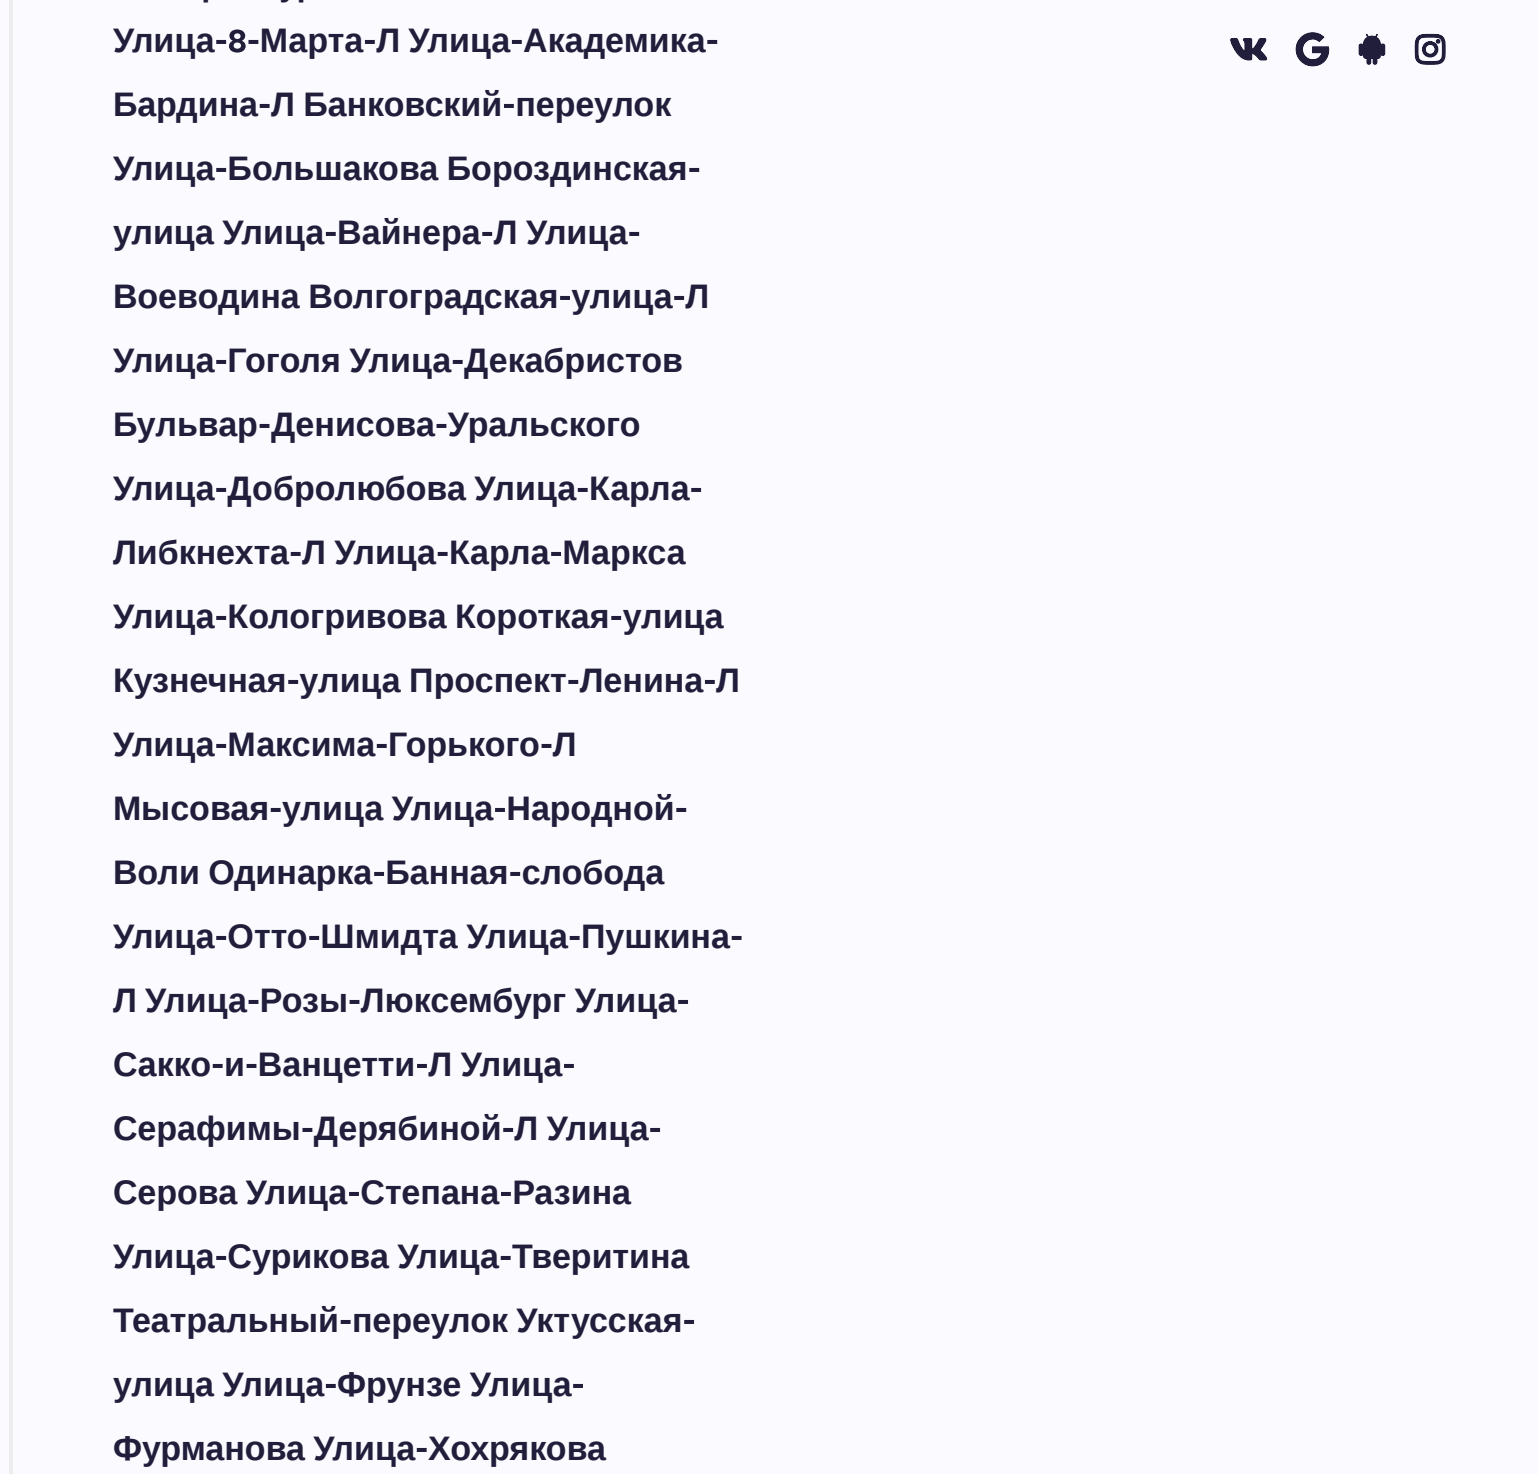 Улица-8-Марта-Л Улица-Академика-
Бардина-Л Банковский-переулок
Улица-Большакова Бороздинская-
улица Улица-Вайнера-Л Улица-
Воеводина Волгоградская-улица-Л
Улица-Гоголя Улица-Декабристов
Бульвар-Денисова-Уральского
Улица-Добролюбова Улица-Карла-
Либкнехта-Л Улица-Карла-Маркса
Улица-Кологривова Короткая-улица
Кузнечная-улица Проспект-Ленина-Л
Улица-Максима-Горького-Л
Мысовая-улица Улица-Народной-
Воли Одинарка-Банная-слобода
Улица-Отто-Шмидта Улица-Пушкина-
Л Улица-Розы-Люксембург Улица-
Сакко-и-Ванцетти-Л Улица-
Серафимы-Дерябиной-Л Улица-
Серова Улица-Степана-Разина
Улица-Сурикова Улица-Тверитина
Театральный-переулок Уктусская-
улица Улица-Фрунзе Улица-
Фурманова Улица-Хохрякова